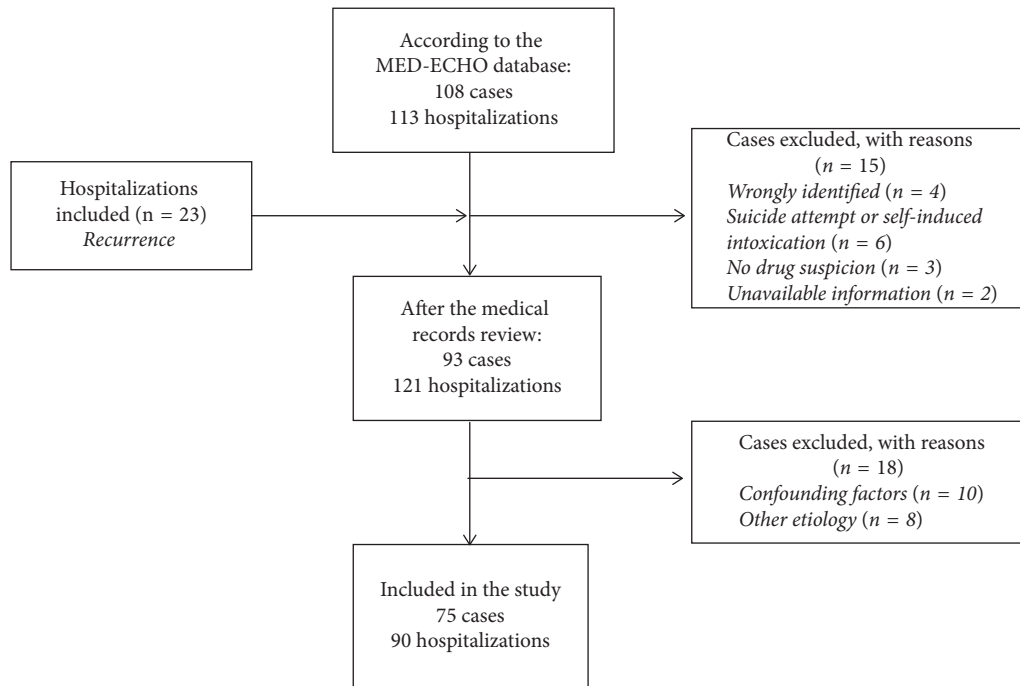 According to the
MED-ECHO database:
108 cases
113 hospitalizations
Hospitalizations
included (n = 23)
Recurrence
Cases excluded, with reasons
(n = 15)
Wrongly identified (n = 4)
Suicide attempt or self-induced
intoxication (n = 6)
No drug suspicion (n = 3)
Unavailable information (n = 2)
After the medical
records review:
93 cases
121 hospitalizations
Cases excluded, with reasons
(n = 18)
Confounding factors (n = 10)
Other etiology (n = 8)
Included in the study
75 cases
90 hospitalizations